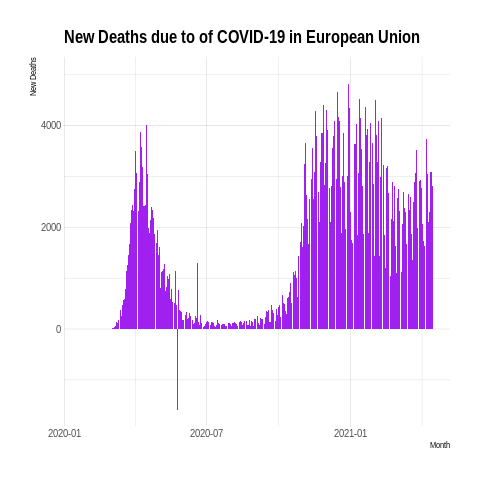 New Deaths due to of COVID-19 in European Union
New Deaths
4000
2000
0
2020-01
2020-07
2021-01
Month